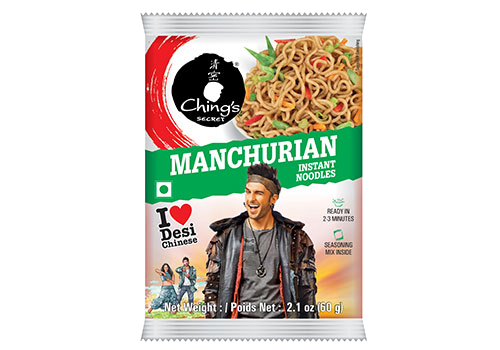 清
密
Ching's
SECRET
®
MANCHURIAN
INSTANT
NOODLES
I ❤
Desi
Chinese
READY IN
2-3 MINUTES
SEASONING
MIX INSIDE
Net Weight : / Poids Net : 2.1 oz (60 g)